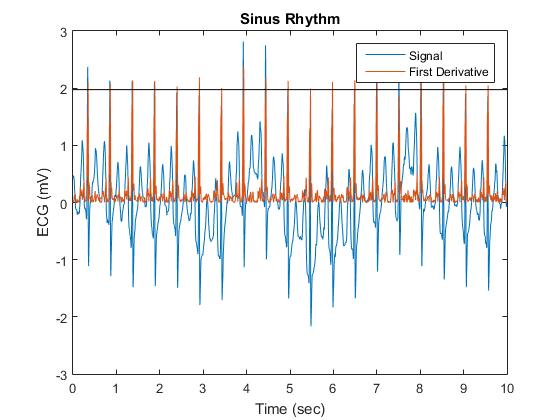 Sinus Rhythm
Signal
First Derivative
ECG (mV)
3
2
1
0
-1
-2
-3
0 1 2 3 4 5 6 7 8 9 10
Time (sec)